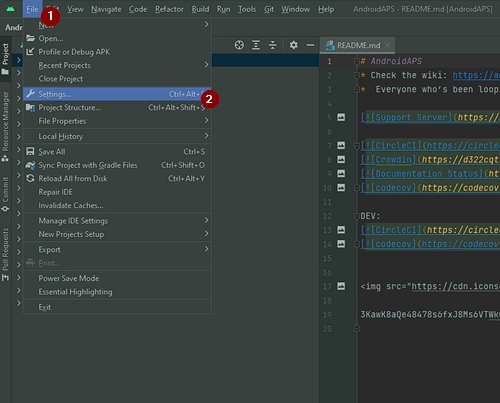 File Edit View Navigate Code Refactor Build Run Tools Git Window Help AndroidAPS - README.md [AndroidAPS]
1
New
Open...
Profile or Debug APK
Recent Projects
Close Project
Settings... Ctrl+Alt+
2
Project Structure... Ctrl+Alt+Shift+S
File Properties
Local History
Save All Ctrl+S
Sync Project with Gradle Files Ctrl+Shift+O
Reload All from Disk Ctrl+Alt+Y
Repair IDE
Invalidate Caches...
Manage IDE Settings
New Projects Setup
Export
Print...
Power Save Mode
Essential Highlighting
Exit
Project
Resource Manager
Commit
Pull Requests
README.md
1 # AndroidAPS
2 * Check the wiki: https://an
3 * Everyone who's been loop
4
5 [![Support Server](https://
6
7 [![CircleCI](https://circle
8 [![Crowdin](https://d322cqt
9 [![Documentation Status](ht
10 [![codecov](https://codecov
11
12 DEV:
13 [![CircleCI](https://circle
14 [![codecov](https://codecov
15
16
17 <img src="https://cdn.icons
18
19 3KawK8aQe48478s6fxJ8Ms6VTWk
20